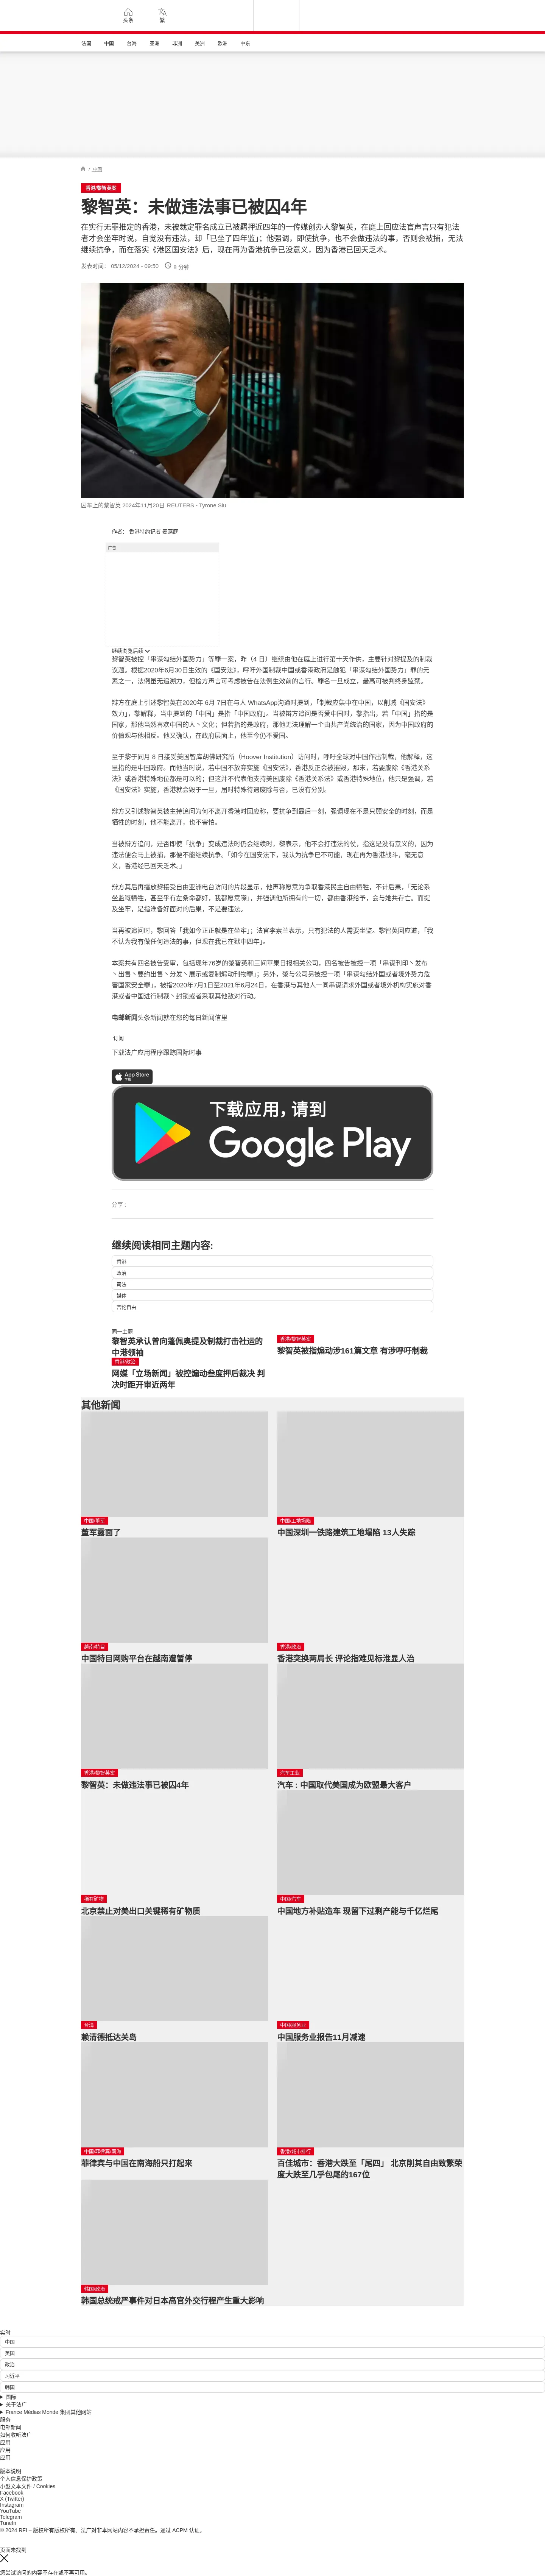 头条
繁
法国
中国
台海
亚洲
非洲
美洲
欧洲
中东
/ 中国
香港/黎智英案
黎智英：未做违法事已被囚4年
在实行无罪推定的香港，未被裁定罪名成立已被羁押近四年的一传媒创办人黎智英，在庭上回应法官声言只有犯法
者才会坐牢时说，自觉没有违法，却「已坐了四年监」；他强调，即使抗争，也不会做违法的事，否则会被捕，无法
继续抗争，而在落实《港区国安法》后，现在再为香港抗争已没意义，因为香港已回天乏术。
发表时间： 05/12/2024 - 09:50
8 分钟
囚车上的黎智英 2024年11月20日 REUTERS - Tyrone Siu
作者： 香港特约记者 麦燕庭
广告
继续浏览后续
黎智英被控「串谋勾结外国势力」等罪一案，昨（4 日）继续由他在庭上进行第十天作供，主要针对黎提及的制裁
议题。根据2020年6月30日生效的《国安法》，呼吁外国制裁中国或香港政府是触犯「勾结外国势力」罪的元
素之一，法例虽无追溯力，但检方声言可考虑被告在法例生效前的言行。罪名一旦成立，最高可被判终身监禁。
辩方在庭上引述黎智英在2020年 6月 7日在与人 WhatsApp沟通时提到，「制裁应集中在中国，以削减《国安法》
效力」，黎解释，当中提到的「中国」是指「中国政府」。当被辩方追问是否爱中国时，黎指出，若「中国」指的是
国家，那他当然喜欢中国的人丶文化；但若指的是政府，那他无法理解一个由共产党统治的国家，因为中国政府的
价值观与他相反。他又确认，在政府层面上，他至今仍不爱国。
至于黎于同月 8 日接受美国智库胡佛研究所（Hoover Institution）访问时，呼吁全球对中国作出制裁，他解释，这
里指的是中国政府。而他当时说，若中国不放弃实施《国安法》，香港反正会被摧毁，那末，若要废除《香港关系
法》或香港特殊地位都是可以的；但这并不代表他支持美国废除《香港关系法》或香港特殊地位，他只是强调，若
《国安法》实施，香港就会毁于一旦，届时特殊待遇废除与否，已没有分别。
辩方又引述黎智英被主持追问为何不离开香港时回应称，要抗争到最后一刻，强调现在不是只顾安全的时刻，而是
牺牲的时刻，他不能离开，也不害怕。
当被辩方追问，是否即使「抗争」变成违法时仍会继续时，黎表示，他不会打违法的仗，指这是没有意义的，因为
违法便会马上被捕，那便不能继续抗争。「如今在国安法下，我认为抗争已不可能，现在再为香港战斗，毫无意
义，香港经已回天乏术。」
辩方其后再播放黎接受自由亚洲电台访问的片段显示，他声称愿意为争取香港民主自由牺牲，不计后果，「无论系
坐监嘅牺牲，甚至乎冇左条命都好，我都愿意嘅」，并强调他所拥有的一切，都由香港给予，会与她共存亡。而提
及坐牢，是指准备好面对的后果，不是要违法。
当再被追问时，黎回答「我如今正正就是在坐牢」；法官李素兰表示，只有犯法的人需要坐监。黎智英回应道，「我
不认为我有做任何违法的事，但现在我已在狱中四年」。
本案共有四名被告受审，包括现年76岁的黎智英和三间苹果日报相关公司，四名被告被控一项「串谋刊印丶发布
丶出售丶要约出售丶分发丶展示或复制煽动刊物罪」；另外，黎与公司另被控一项「串谋勾结外国或者境外势力危
害国家安全罪」，被指2020年7月1日至2021年6月24日，在香港与其他人一同串谋请求外国或者境外机构实施对香
港或者中国进行制裁丶封锁或者采取其他敌对行动。
电邮新闻头条新闻就在您的每日新闻信里
订阅
下载法广应用程序跟踪国际时事
App Store
下载
下载应用，请到
Google Play
分享 :
继续阅读相同主题内容:
香港
政治
司法
媒体
言论自由
同一主题
黎智英承认曾向蓬佩奥提及制裁打击社运的
中港领袖
香港/黎智英案
黎智英被指煽动涉161篇文章 有涉呼吁制裁
香港/政治
网媒「立场新闻」被控煽动叁度押后裁决 判
决时距开审近两年
其他新闻
中国/董军
董军露面了
中国/工地塌陷
中国深圳一铁路建筑工地塌陷 13人失踪
越南/特目
中国特目网购平台在越南遭暂停
香港/政治
香港突换两局长 评论指难见标准显人治
香港/黎智英案
黎智英：未做违法事已被囚4年
汽车工业
汽车：中国取代美国成为欧盟最大客户
稀有矿物
北京禁止对美出口关键稀有矿物质
中国/汽车
中国地方补贴造车 现留下过剩产能与千亿烂尾
台湾
赖清德抵达关岛
中国/服务业
中国服务业报告11月减速
中国/菲律宾/南海
菲律宾与中国在南海船只打起来
香港/城市排行
百佳城市：香港大跌至「尾四」 北京削其自由致繁荣
度大跌至几乎包尾的167位
韩国/政治
韩国总统戒严事件对日本高官外交行程产生重大影响
实时
中国
美国
政治
习近平
韩国
国际
关于法广
France Médias Monde 集团其他网站
服务
电邮新闻
如何收听法广
应用
应用
应用
版本说明
个人信息保护政策
小型文本文件 / Cookies
Facebook
X (Twitter)
Instagram
YouTube
Telegram
TuneIn
© 2024 RFI – 版权所有版权所有。法广对非本网站内容不承担责任。通过 ACPM 认证。
页面未找到
您尝试访问的内容不存在或不再可用。